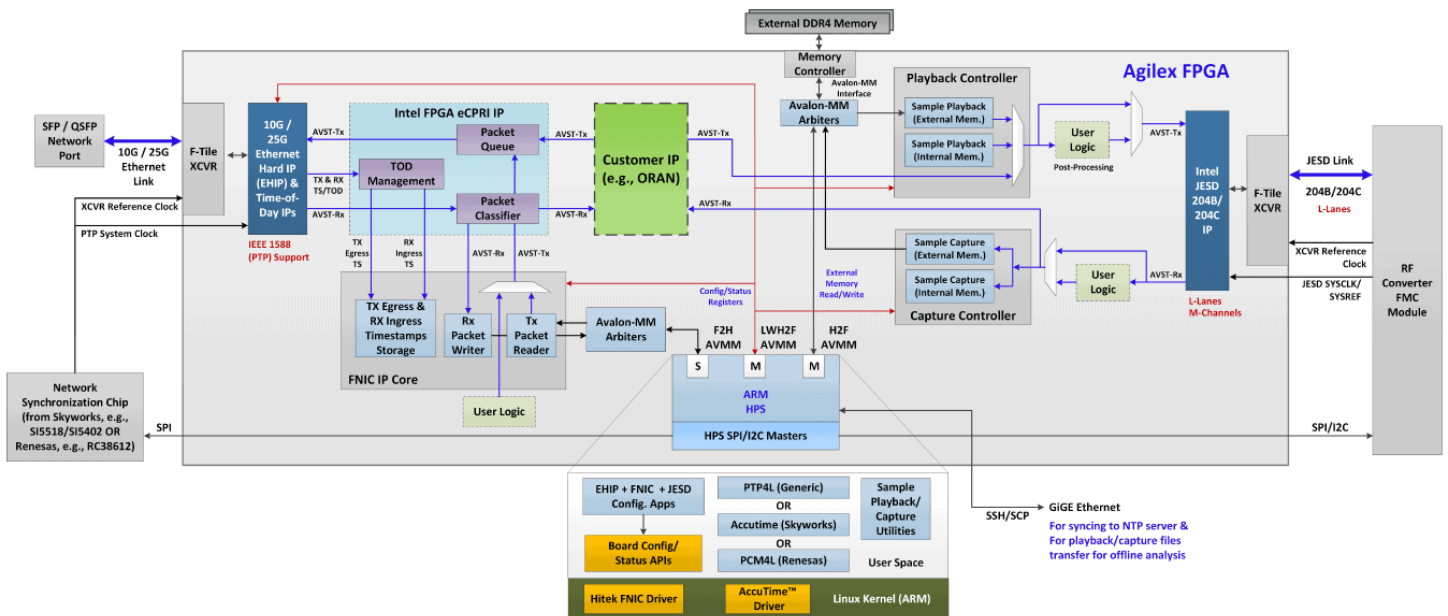 External DDR4 Memory
Memory
Controller
Avalon-MM
Interface
Agilex FPGA
Playback Controller
Avalon-MM
Arbiters
Sample Playback
(External Mem.)
Sample Playback
(Internal Mem.)
User
Logic
Post-Processing
AVST-Tx
SFP / QSFP
Network
Port
10G / 25G
Ethernet
Link
F-Tile
XCVR
10G /
25G
Ethernet
Hard IP
(EHIP) &
Time-of-
Day IPs
IEEE 1588
(PTP) Support
AVST-Tx
TX & RX
TS/TOD
AVST-Rx
Intel FPGA eCPRI IP
Packet
Queue
TOD
Management
Packet
Classifier
AVST-Tx
AVST-Rx
Customer IP
(e.g., ORAN)
AVST-Tx
AVST-Rx
Intel
JESD
204B/
204C
IP
F-Tile
XCVR
JESD Link
204B/204C
L-Lanes
XCVR Reference
Clock
JESD SYSCLK/
SYSREF
RF
Converter
FMC
Module
XCVR Reference Clock
PTP System Clock
TX
Egress
TS
RX
Ingress
TS
AVST-Rx
AVST-Tx
Sample Capture
(External Mem.)
Sample Capture
(Internal Mem.)
Capture Controller
User
Logic
AVST-Rx
L-Lanes
M-Channels
External
Memory
Read/Write
Config/Status
Registers
TX Egress &
RX Ingress
Timestamps
Storage
Rx
Packet
Writer
Tx
Packet
Reader
FNIC IP Core
Avalon-MM
Arbiters
F2H
AVMM
LWH2F
AVMM
H2F
AVMM
S
M
M
ARM
HPS
HPS SPI/I2C Masters
User Logic
Network
Synchronization Chip
(from Skyworks, e.g.,
SI5518/SI5402 OR
Renesas, e.g., RC38612)
SPI
SPI/I2C
EHIP + FNIC + JESD
Config. Apps
Board Config/
Status APIs
PTP4L (Generic)
OR
Accutime (Skyworks)
OR
PCM4L (Renesas)
Sample
Playback/
Capture
Utilities
User Space
Hitek FNIC Driver
AccuTime™
Driver
Linux Kernel (ARM)
SSH/SCP
GiGE Ethernet
For syncing to NTP server &
For playback/capture files
transfer for offline analysis